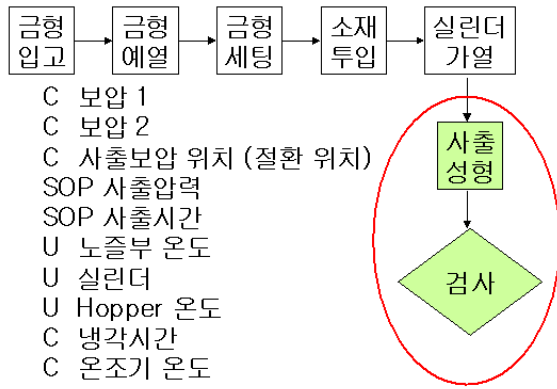 금형
입고
금형
예열
금형
세팅
소재
투입
실린더
가열
C 보압 1
C 보압 2
C 사출보압 위치 (절환 위치)
SOP 사출압력
SOP 사출시간
U 노즐부 온도
U 실린더
U Hopper 온도
C 냉각시간
C 온조기 온도
사출
성형
검사